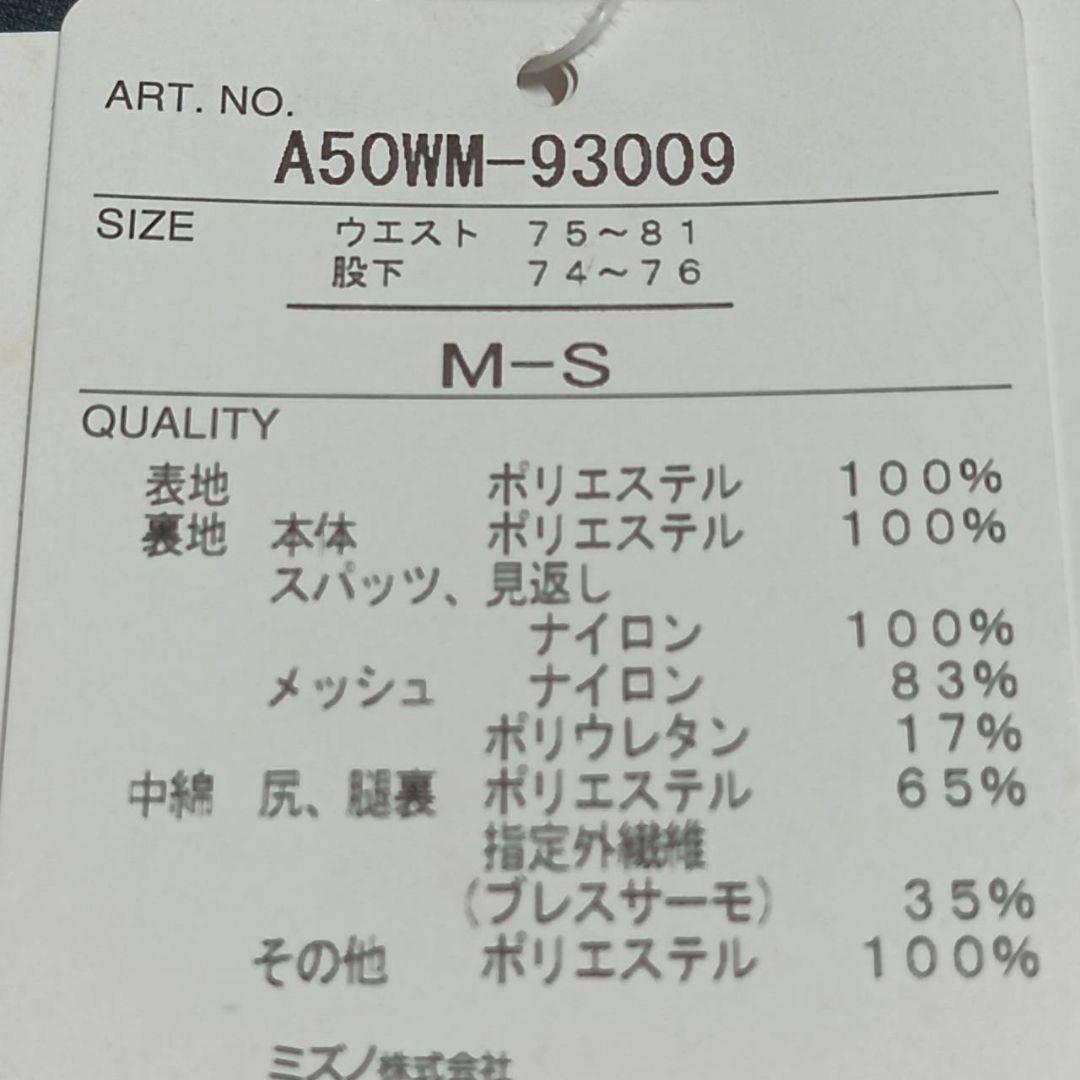 ART. NO.
A50WM-93009
SIZE ウエスト 75~81
股下 74~76
M-S
QUALITY
表地 ポリエステル 100%
裏地 本体 ポリエステル 100%
スパッツ、見返し
ナイロン 100%
メッシュ ナイロン 83%
ポリウレタン 17%
中綿 尻、腿裏 ポリエステル 65%
指定外繊維
(ブレスサーモ) 35%
その他 ポリエステル 100%
ミズノ株式会社